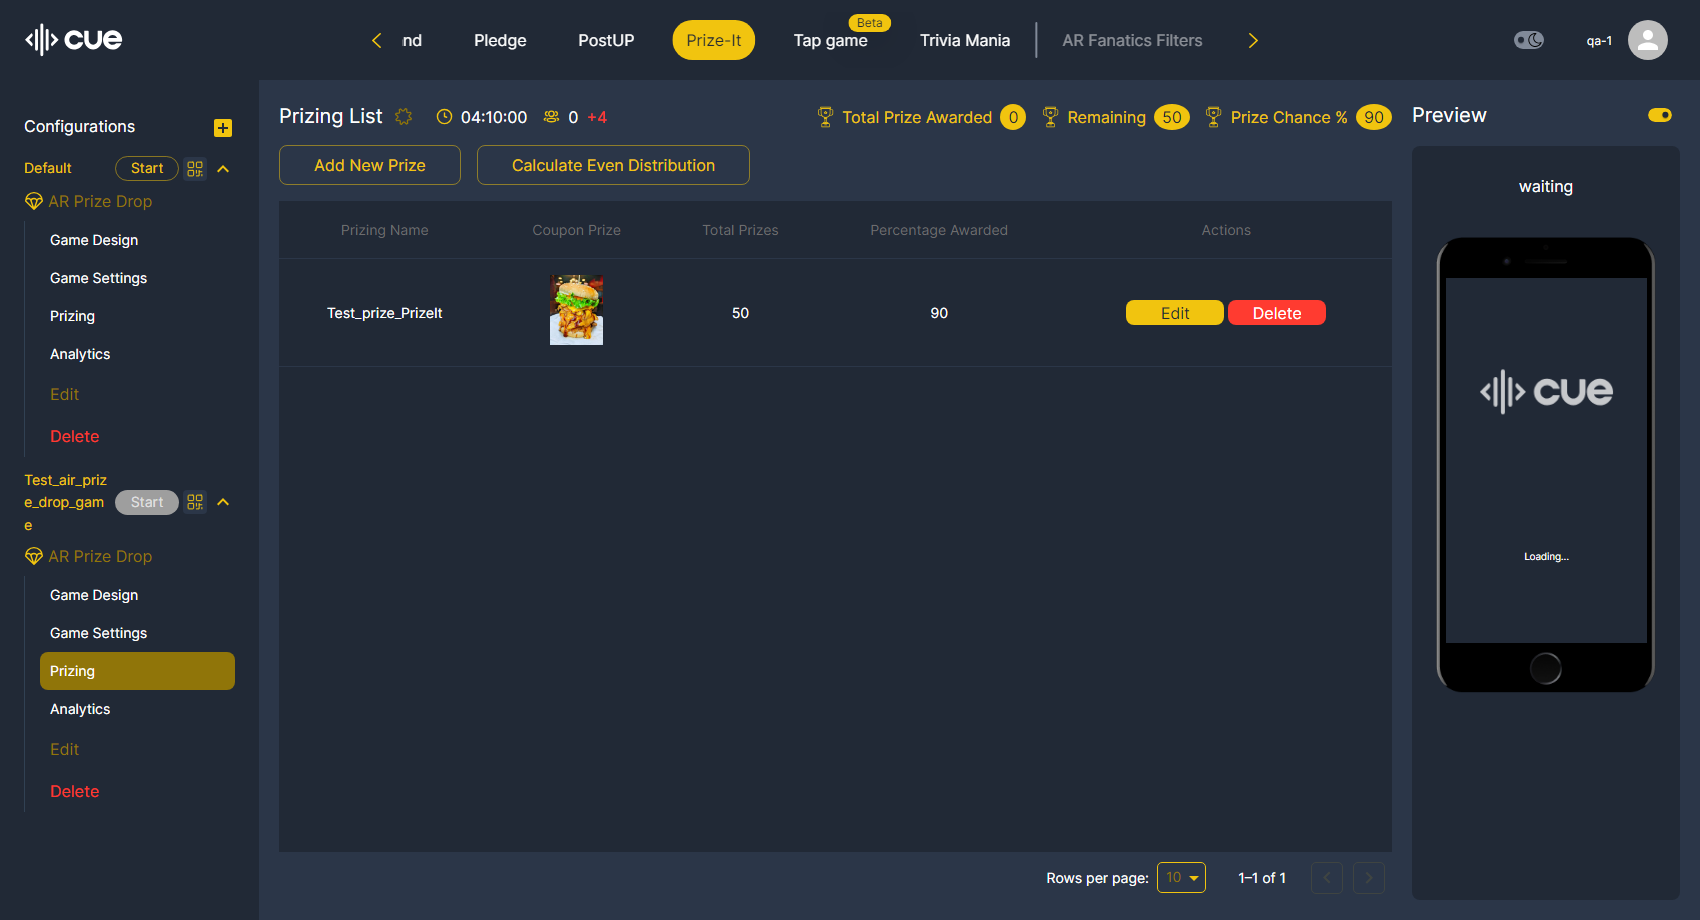 cue
nd
Pledge
PostUP
Prize-It
Tap game
Beta
Trivia Mania
AR Fanatics Filters
qa-1
Configurations
Default
Start
AR Prize Drop
Game Design
Game Settings
Prizing
Analytics
Edit
Delete
Test_air_priz
e_drop_gam
e
Start
AR Prize Drop
Game Design
Game Settings
Prizing
Analytics
Edit
Delete
Prizing List
04:10:00
0 +4
Total Prize Awarded 0
Remaining 50
Prize Chance % 90
Add New Prize
Calculate Even Distribution
Prizing Name
Coupon Prize
Total Prizes
Percentage Awarded
Actions
Test_prize_PrizeIt
50
90
Edit
Delete
Rows per page: 10
1–1 of 1
Preview
waiting
cue
Loading...